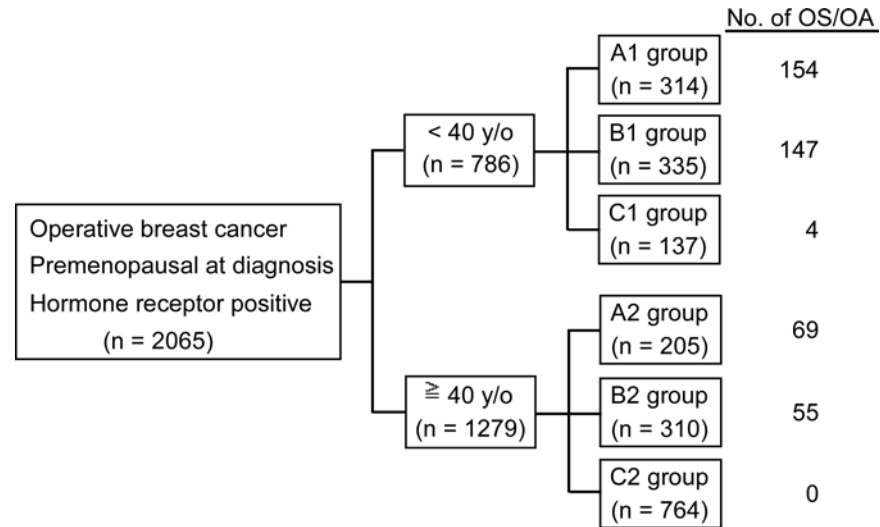 No. of OS/OA
A1 group
(n = 314)
154
< 40 y/o
(n = 786)
B1 group
(n = 335)
147
C1 group
(n = 137)
4
Operative breast cancer
Premenopausal at diagnosis
Hormone receptor positive
(n = 2065)
A2 group
(n = 205)
69
≧ 40 y/o
(n = 1279)
B2 group
(n = 310)
55
C2 group
(n = 764)
0